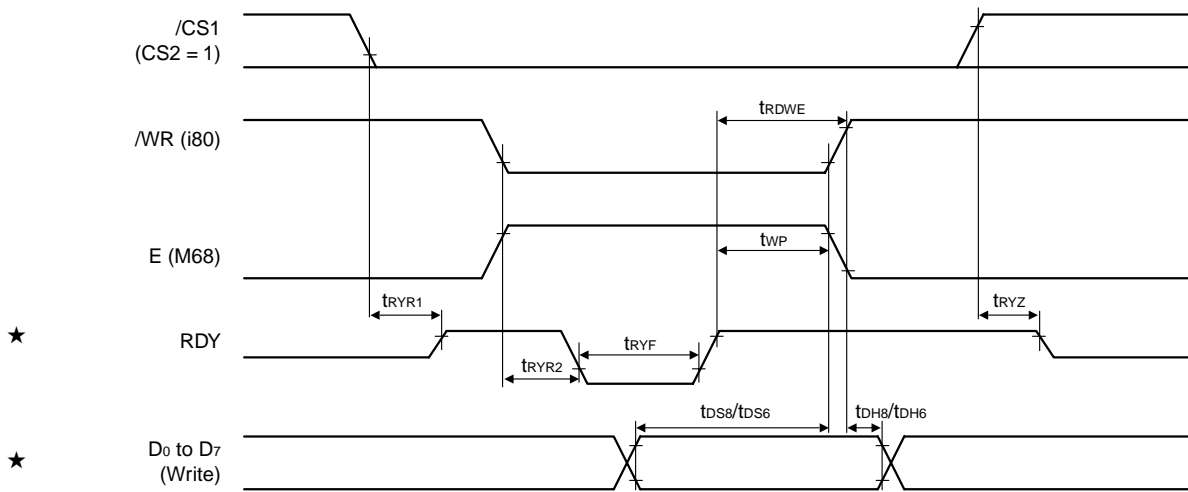 /CS1
(CS2 = 1)
tRDWE
/WR (i80)
tWP
E (M68)
tRYR1
tRYZ
★
RDY
tRYF
tRYR2
tDS8/tDS6
tDH8/tDH6
★
D0 to D7
(Write)